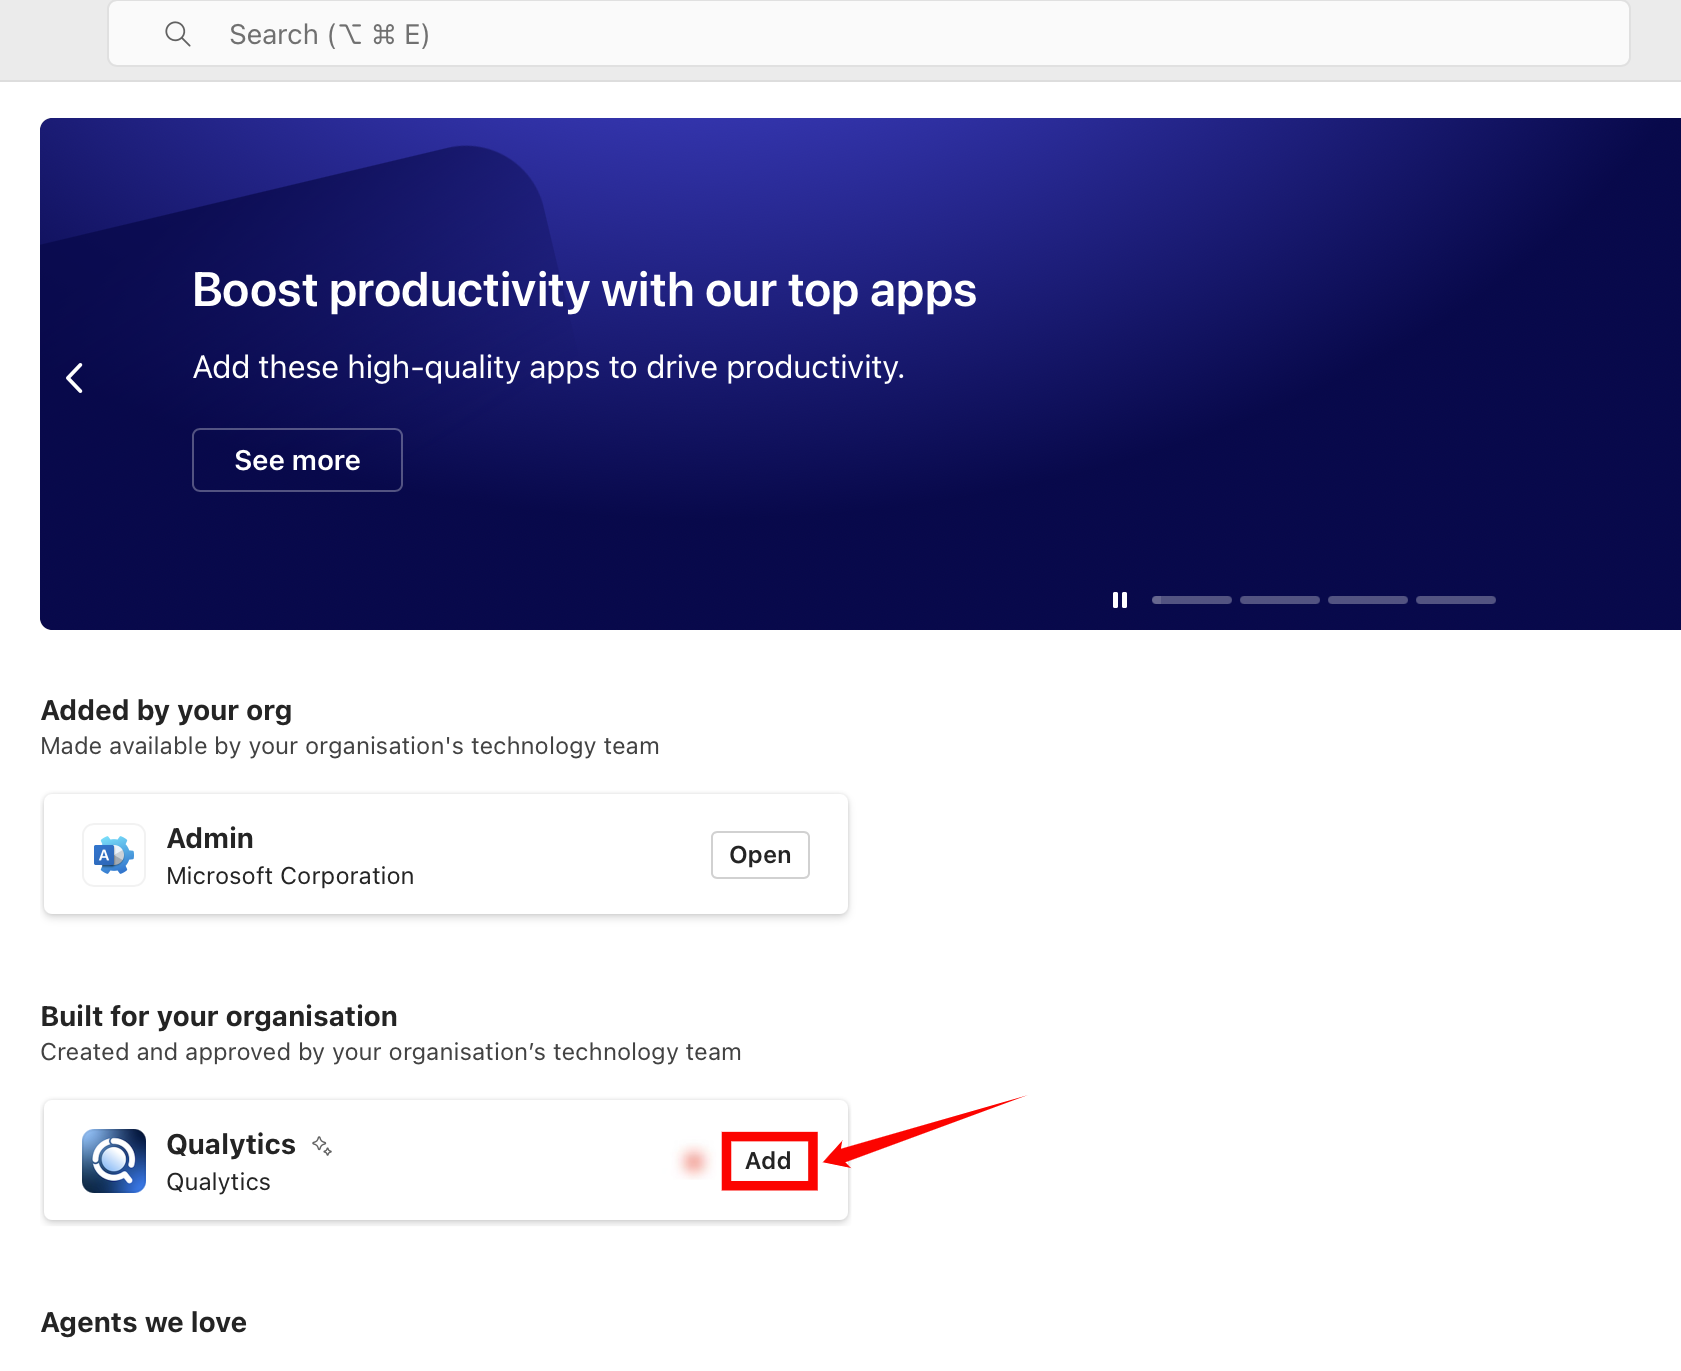 Search (⌥ ⌘ E)
Boost productivity with our top apps
Add these high-quality apps to drive productivity.
See more
Added by your org
Made available by your organisation's technology team
A
Admin
Microsoft Corporation
Open
Built for your organisation
Created and approved by your organisation’s technology team
Qualytics
Qualytics
Add
Agents we love